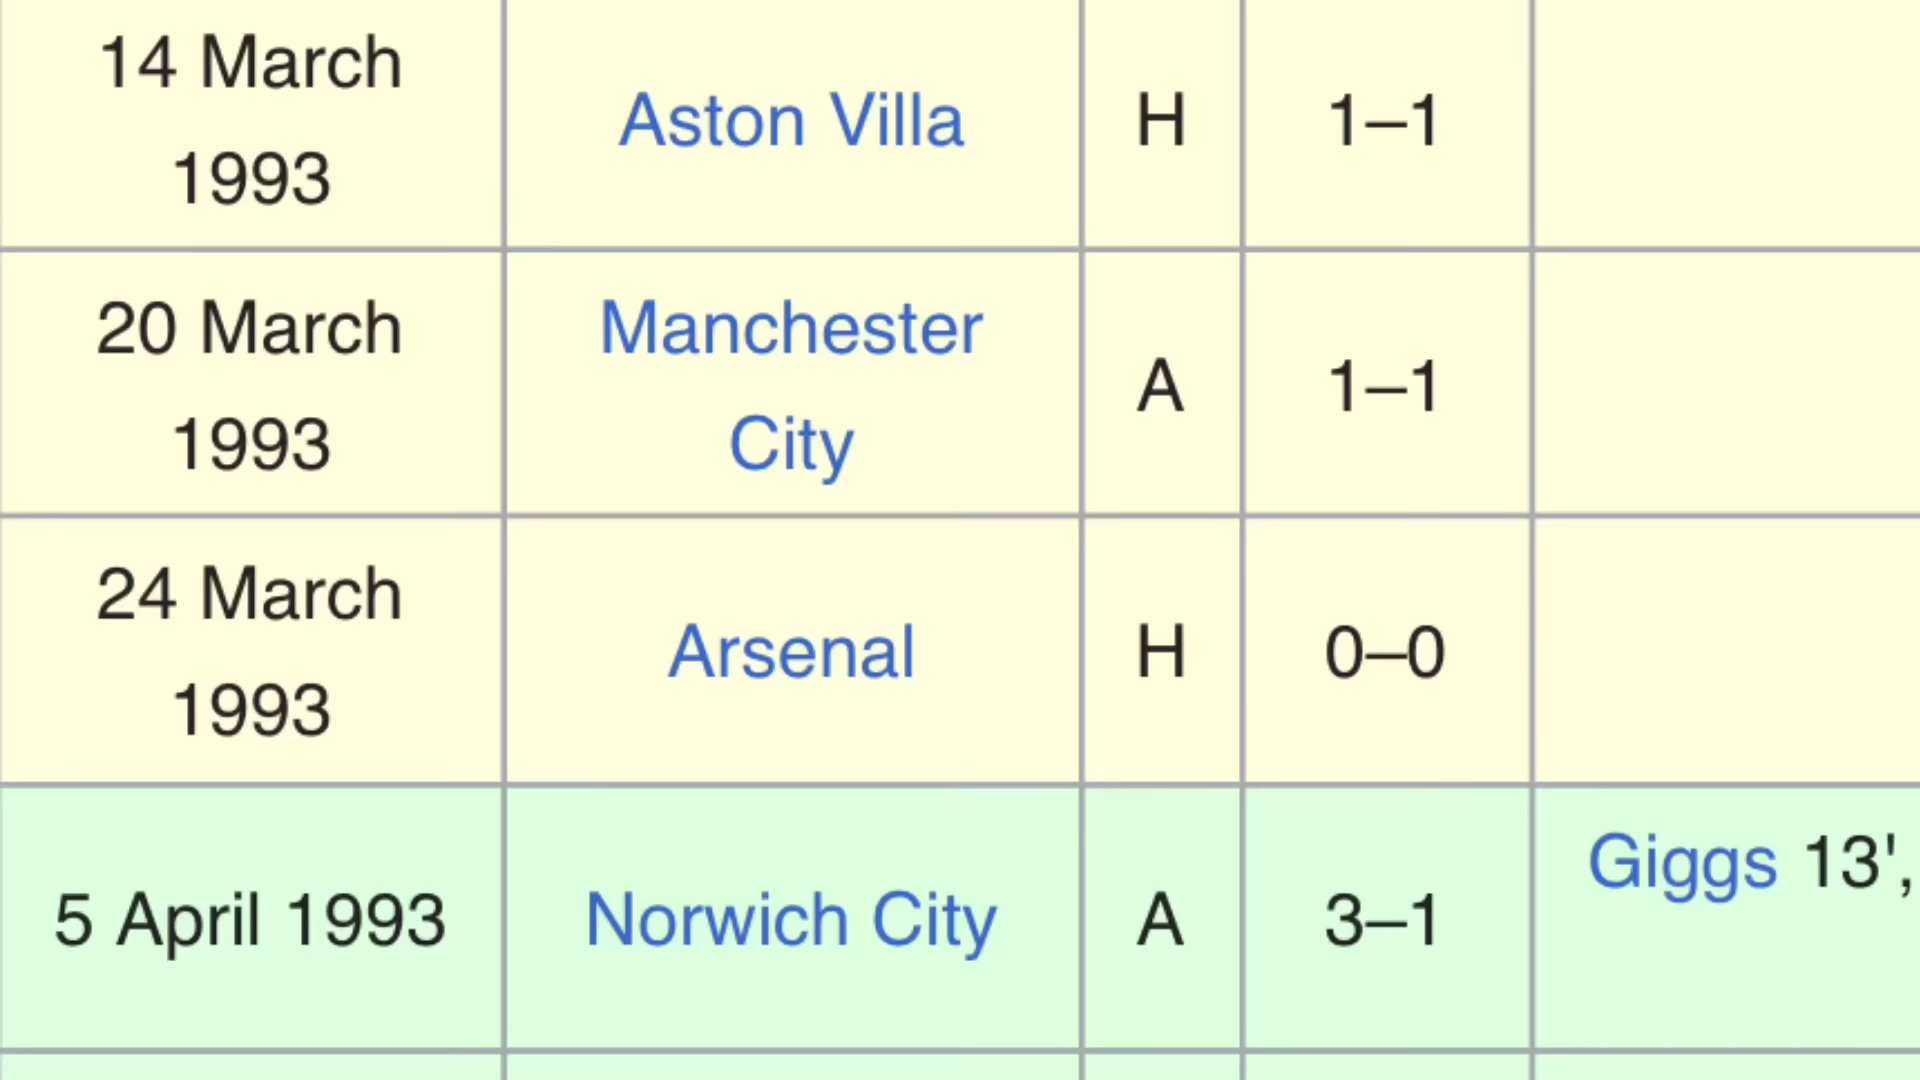 14 March
1993
Aston Villa
H
1–1
20 March
1993
Manchester
City
A
1–1
24 March
1993
Arsenal
H
0–0
5 April 1993
Norwich City
A
3–1
Giggs 13',